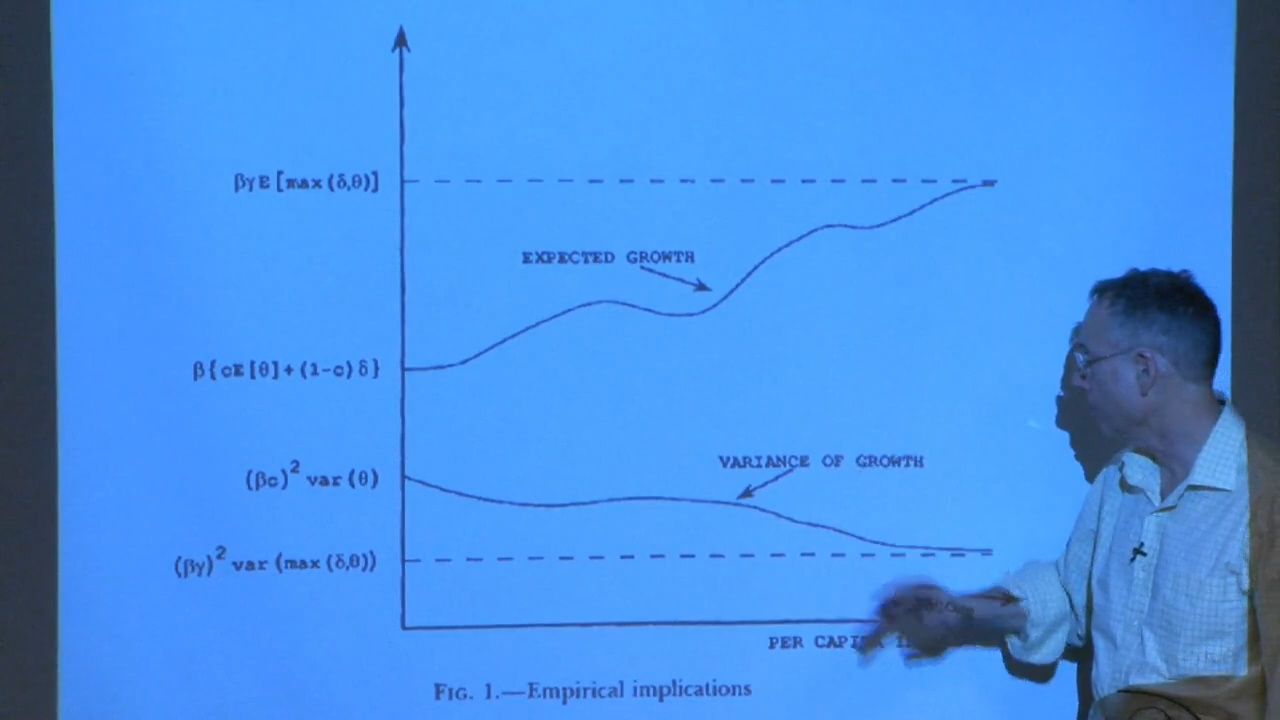 βγE[max(δ,θ)]
EXPECTED GROWTH
β{cE[θ]+(1-c)δ}
VARIANCE OF GROWTH
(βc)² var(θ)
(βγ)² var(max(δ,θ))
PER
FIG. 1.—Empirical implications